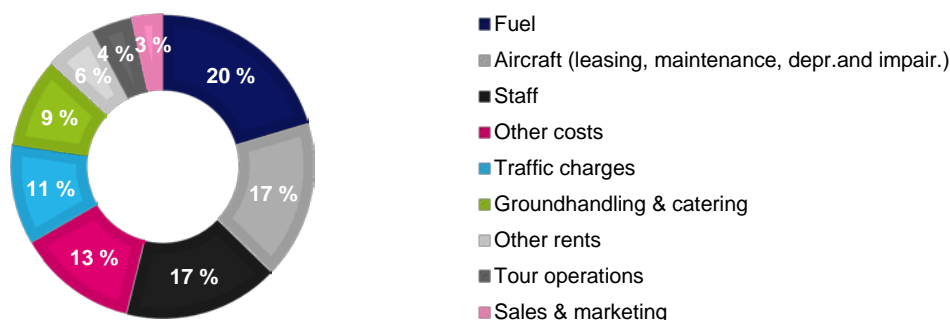 3 %
4 %
6 %
20 %
9 %
11 %
17 %
13 %
17 %
Fuel
Aircraft (leasing, maintenance, depr.and impair.)
Staff
Other costs
Traffic charges
Groundhandling & catering
Other rents
Tour operations
Sales & marketing